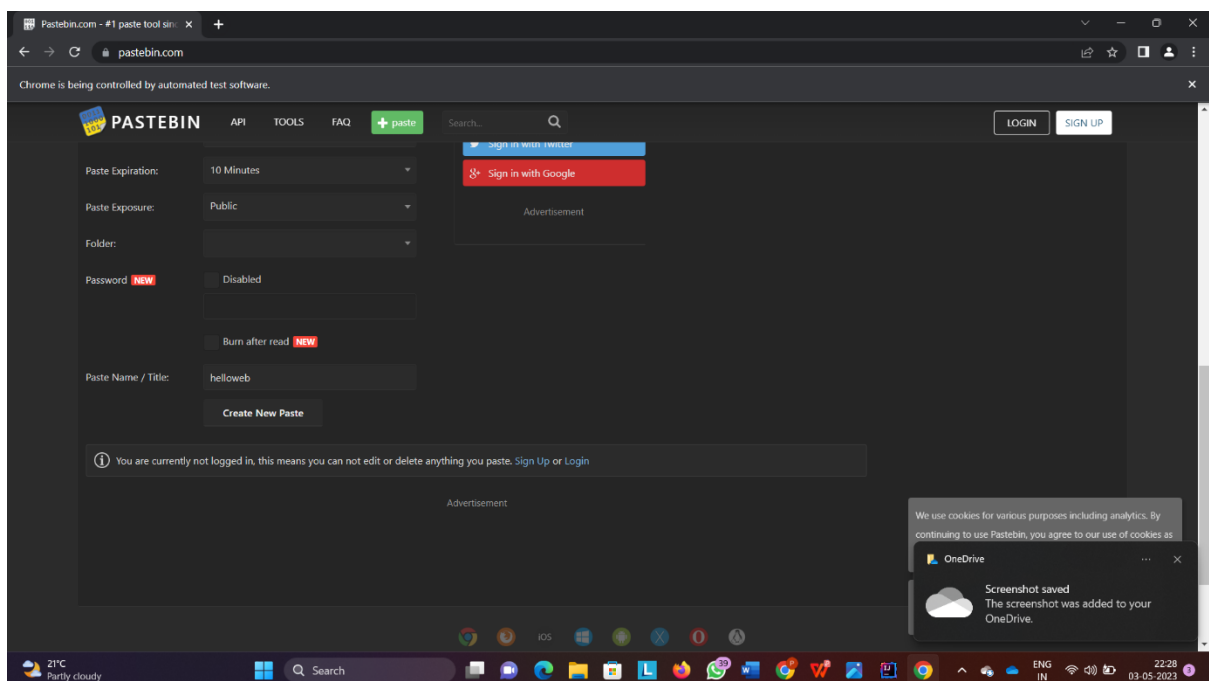 Pastebin.com - #1 paste tool sinc
pastebin.com
Chrome is being controlled by automated test software.
PASTEBIN API TOOLS FAQ + paste Search... LOGIN SIGN UP
Sign in with Twitter
Paste Expiration: 10 Minutes
Sign in with Google
Paste Exposure: Public
Advertisement
Folder:
Password NEW Disabled
Burn after read NEW
Paste Name / Title: helloweb
Create New Paste
You are currently not logged in, this means you can not edit or delete anything you paste. Sign Up or Login
Advertisement
We use cookies for various purposes including analytics. By
continuing to use Pastebin, you agree to our use of cookies as
OneDrive
Screenshot saved
The screenshot was added to your
OneDrive.
iOS
21°C
Partly cloudy
Search
39
ENG
IN
22:28
03-05-2023
3